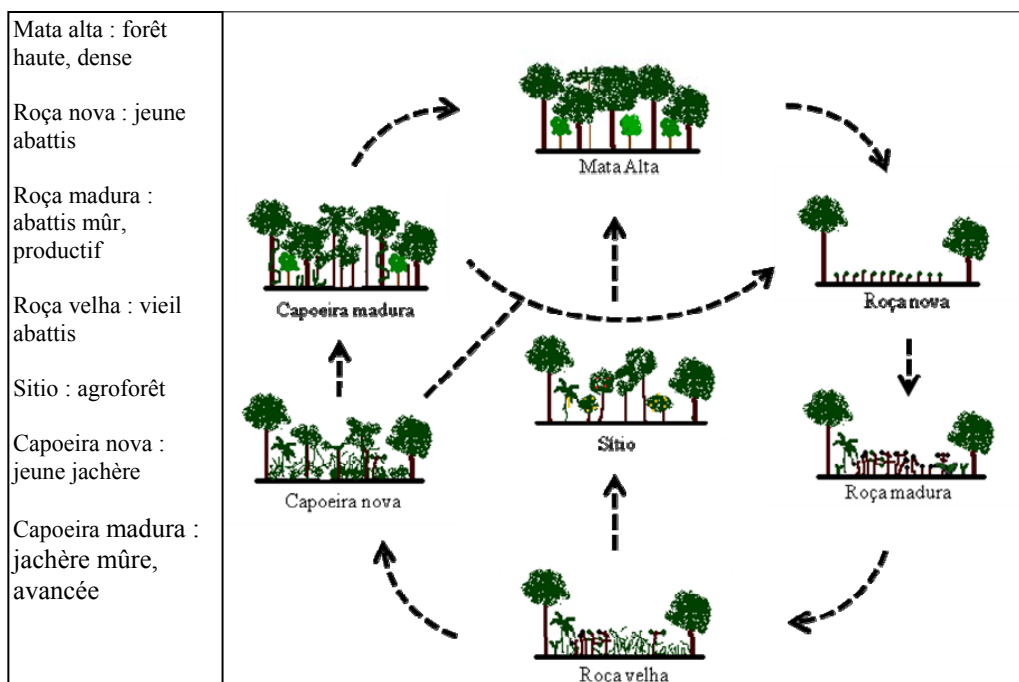 Mata alta : forêt
haute, dense
Roça nova : jeune
abattis
Roça madura :
abattis mûr,
productif
Roça velha : vieil
abattis
Sitio : agroforêt
Capoeira nova :
jeune jachère
Capoeira madura :
jachère mûre,
avancée
Mata Alta
Capoeira madura
Roça nova
Sítio
Capoeira nova
Roça madura
Roça velha